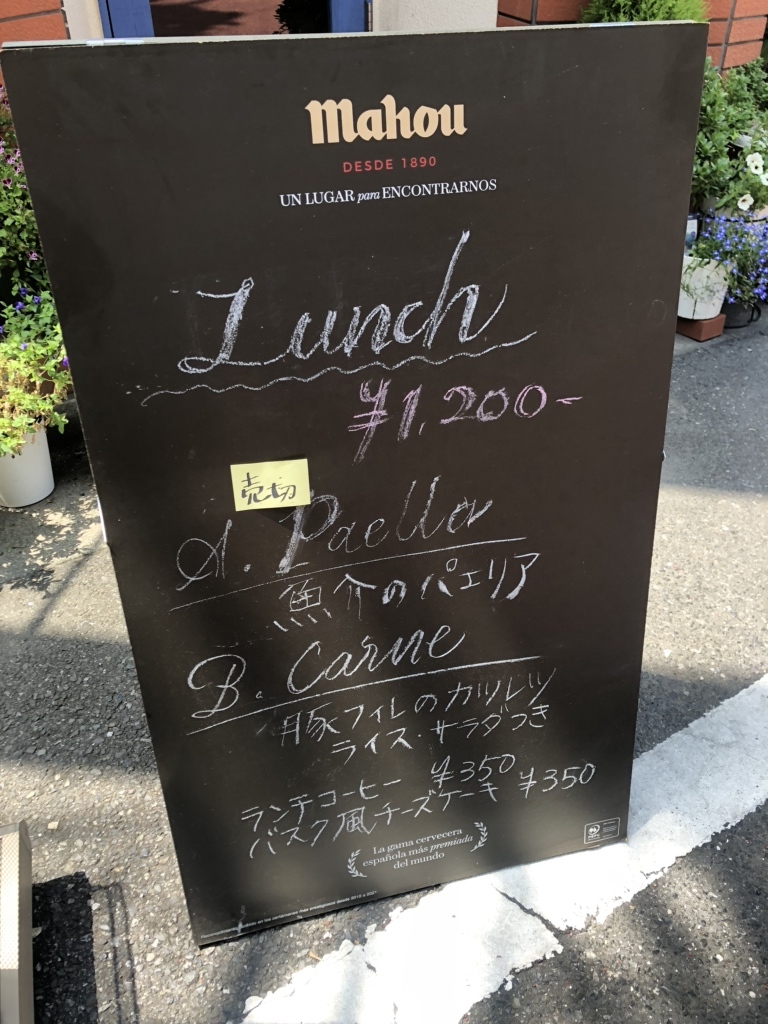 Mahou
DESDE 1890
UN LUGAR para ENCONTRARNOS
Lunch
¥1,200-
売切
A. Paella
魚介のパエリア
B. Carne
豚フィレのカツレツ
ライス・サラダつき
ランチコーヒー ¥350
バスク風チーズケーキ ¥350
La gama cervecera
española más premiada
del mundo